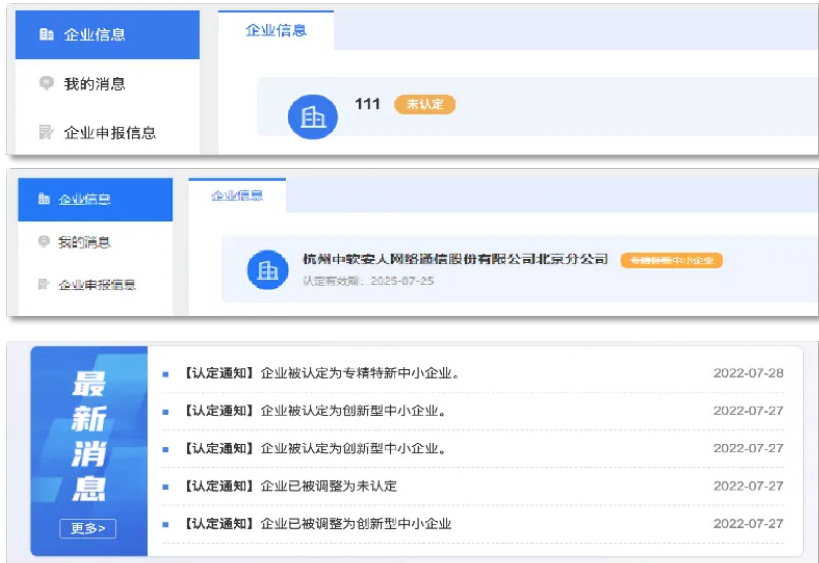 企业信息
企业信息
我的消息
111 未认定
企业申报信息
企业信息
企业信息
我的消息
杭州中软安人网络通信股份有限公司北京分公司 专精特新中小企业
认定有效期：2025-07-25
企业申报信息
最新消息
更多>
【认定通知】企业被认定为专精特新中小企业。 2022-07-28
【认定通知】企业被认定为创新型中小企业。 2022-07-27
【认定通知】企业被认定为创新型中小企业。 2022-07-27
【认定通知】企业已被调整为未认定 2022-07-27
【认定通知】企业已被调整为创新型中小企业 2022-07-27